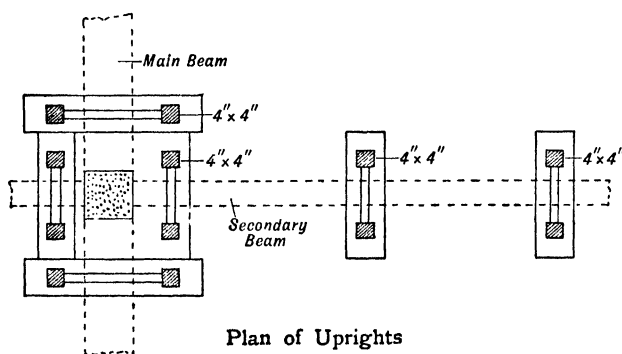 Main Beam
4"x 4"
4"x 4"
4"x 4"
4"x 4'
Secondary
Beam
Plan of Uprights